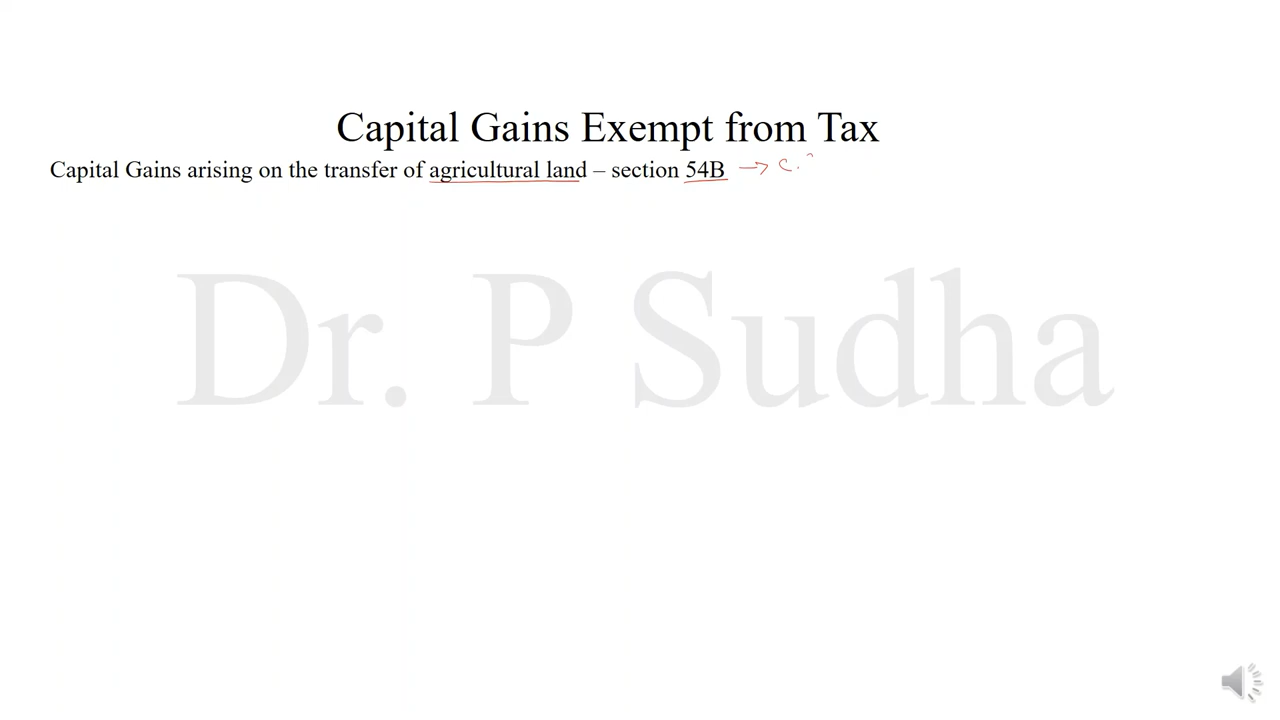 Capital Gains Exempt from Tax
Capital Gains arising on the transfer of agricultural land – section 54B → C.
Dr. P Sudha